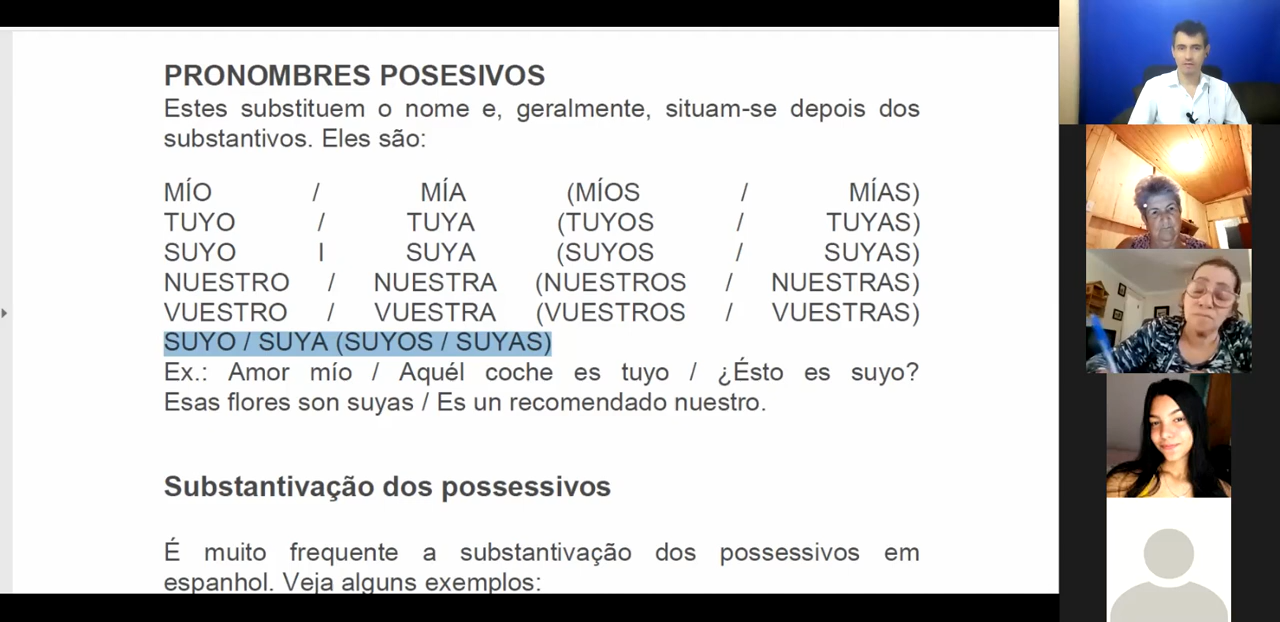 PRONOMBRES POSESIVOS
Estes substituem o nome e, geralmente, situam-se depois dos
substantivos. Eles são:
MÍO / MÍA (MÍOS / MÍAS)
TUYO / TUYA (TUYOS / TUYAS)
SUYO I SUYA (SUYOS / SUYAS)
NUESTRO / NUESTRA (NUESTROS / NUESTRAS)
VUESTRO / VUESTRA (VUESTROS / VUESTRAS)
SUYO / SUYA (SUYOS / SUYAS)
Ex.: Amor mío / Aquél coche es tuyo / ¿Ésto es suyo?
Esas flores son suyas / Es un recomendado nuestro.
Substantivação dos possessivos
É muito frequente a substantivação dos possessivos em
espanhol. Veja alguns exemplos: